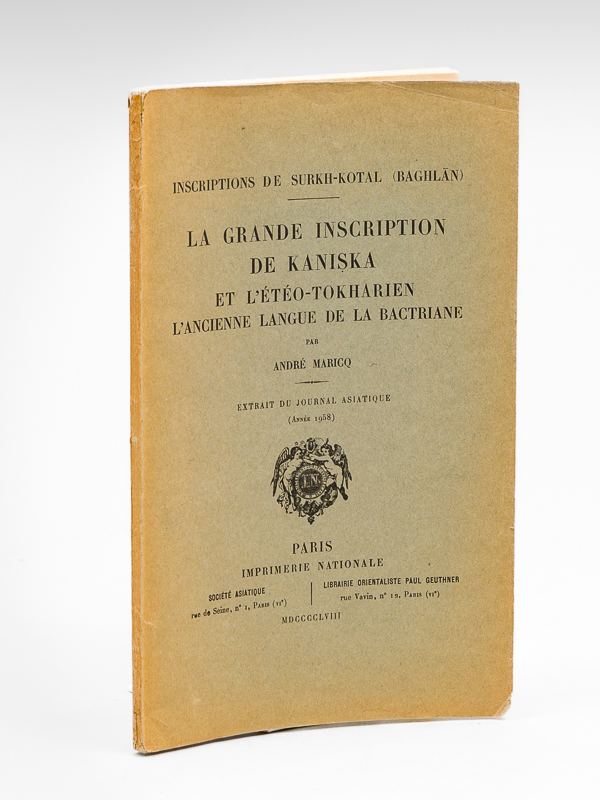 INSCRIPTIONS DE SURKH-KOTAL (BAGHLĀN)
LA GRANDE INSCRIPTION
DE KANIṢKA
ET L'ÉTÉO-TOKHARIEN
L'ANCIENNE LANGUE DE LA BACTRIANE
PAR
ANDRÉ MARICQ
EXTRAIT DU JOURNAL ASIATIQUE
(ANNÉE 1958)
IN
PARIS
IMPRIMERIE NATIONALE
SOCIÉTÉ ASIATIQUE
rue de Seine, n° 1, PARIS (VIᵉ)
LIBRAIRIE ORIENTALISTE PAUL GEUTHNER
rue Vavin, n° 12, PARIS (VIᵉ)
MDCCCCLVIII